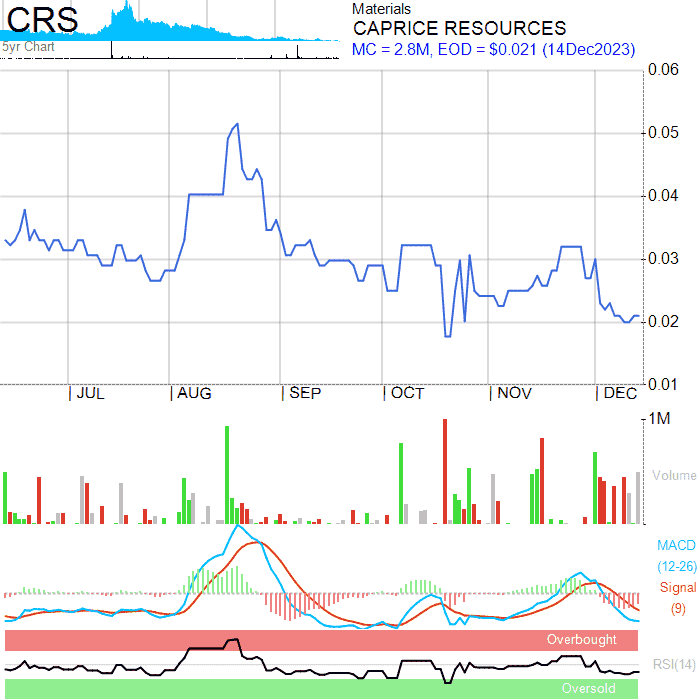 CRS
5yr Chart
Materials
CAPRICE RESOURCES
MC = 2.8M, EOD = $0.021 (14Dec2023)
0.06
0.05
0.04
0.03
0.02
0.01
JUL AUG SEP OCT NOV DEC
1M
Volume
MACD
(12-26)
Signal
(9)
Overbought
RSI(14)
Oversold